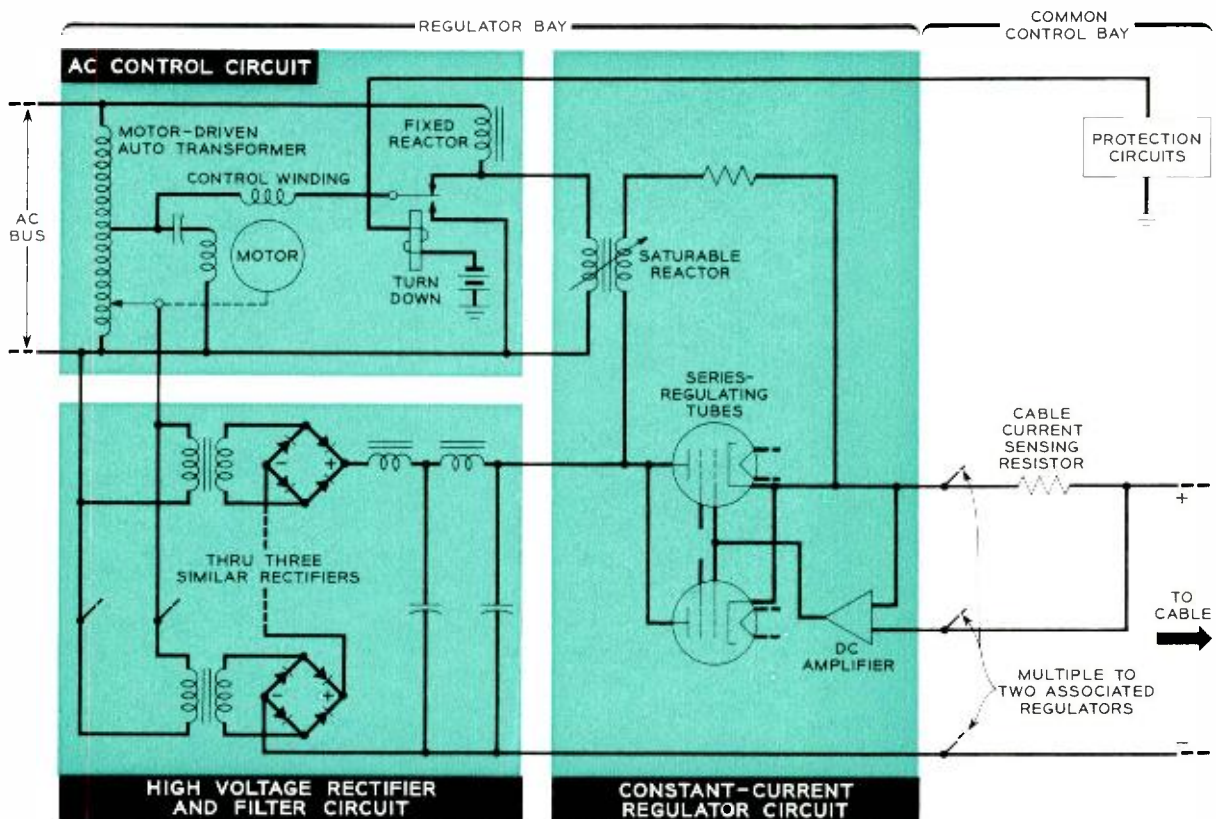 REGULATOR BAY
COMMON
CONTROL BAY
AC CONTROL CIRCUIT
MOTOR-DRIVEN
AUTO TRANSFORMER
FIXED
REACTOR
CONTROL WINDING
AC
BUS
MOTOR
TURN
DOWN
SATURABLE
REACTOR
PROTECTION
CIRCUITS
SERIES-
REGULATING
TUBES
CABLE
CURRENT
SENSING
RESISTOR
- +
+
THRU THREE
SIMILAR RECTIFIERS
DC
AMPLIFIER
TO
CABLE
MULTIPLE TO
TWO ASSOCIATED
REGULATORS
- +
-
HIGH VOLTAGE RECTIFIER
AND FILTER CIRCUIT
CONSTANT-CURRENT
REGULATOR CIRCUIT